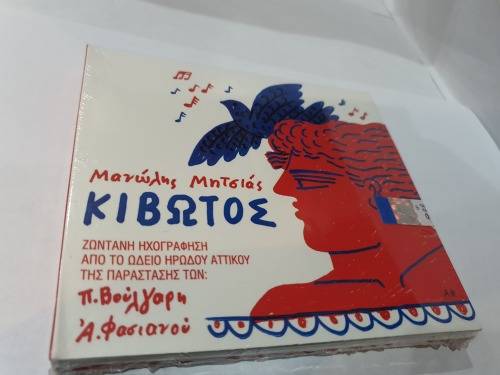 Μανώλης Μητσιάς
ΚΙΒΩΤΟΣ
ΖΩΝΤΑΝΗ ΗΧΟΓΡΑΦΗΣΗ
ΑΠΟ ΤΟ ΩΔΕΙΟ ΗΡΩΔΟΥ ΑΤΤΙΚΟΥ
ΤΗΣ ΠΑΡΑΣΤΑΣΗΣ ΤΩΝ:
Π. Βούλγαρη
Ἀ. Φασιανού